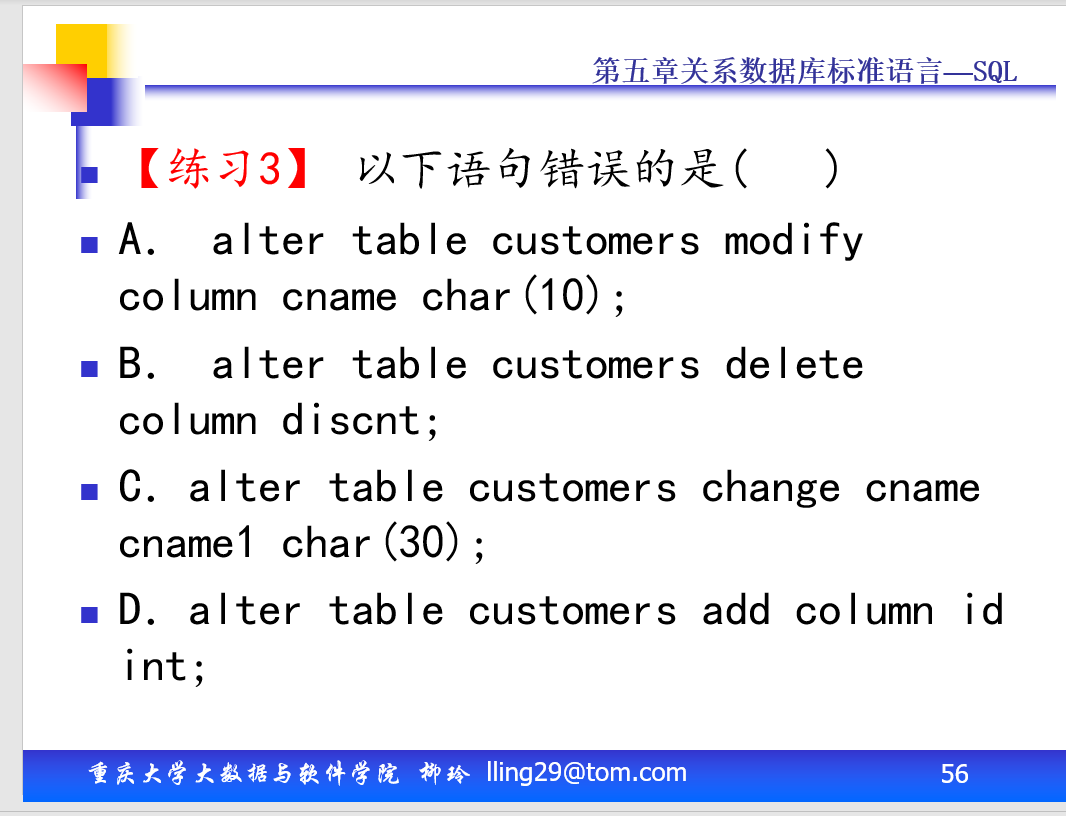 第五章关系数据库标准语言—SQL
【练习3】 以下语句错误的是( )
A. alter table customers modify
column cname char(10);
B. alter table customers delete
column discnt;
C. alter table customers change cname
cname1 char(30);
D. alter table customers add column id
int;
重庆大学大数据与软件学院 柳玲 lling29@tom.com 56